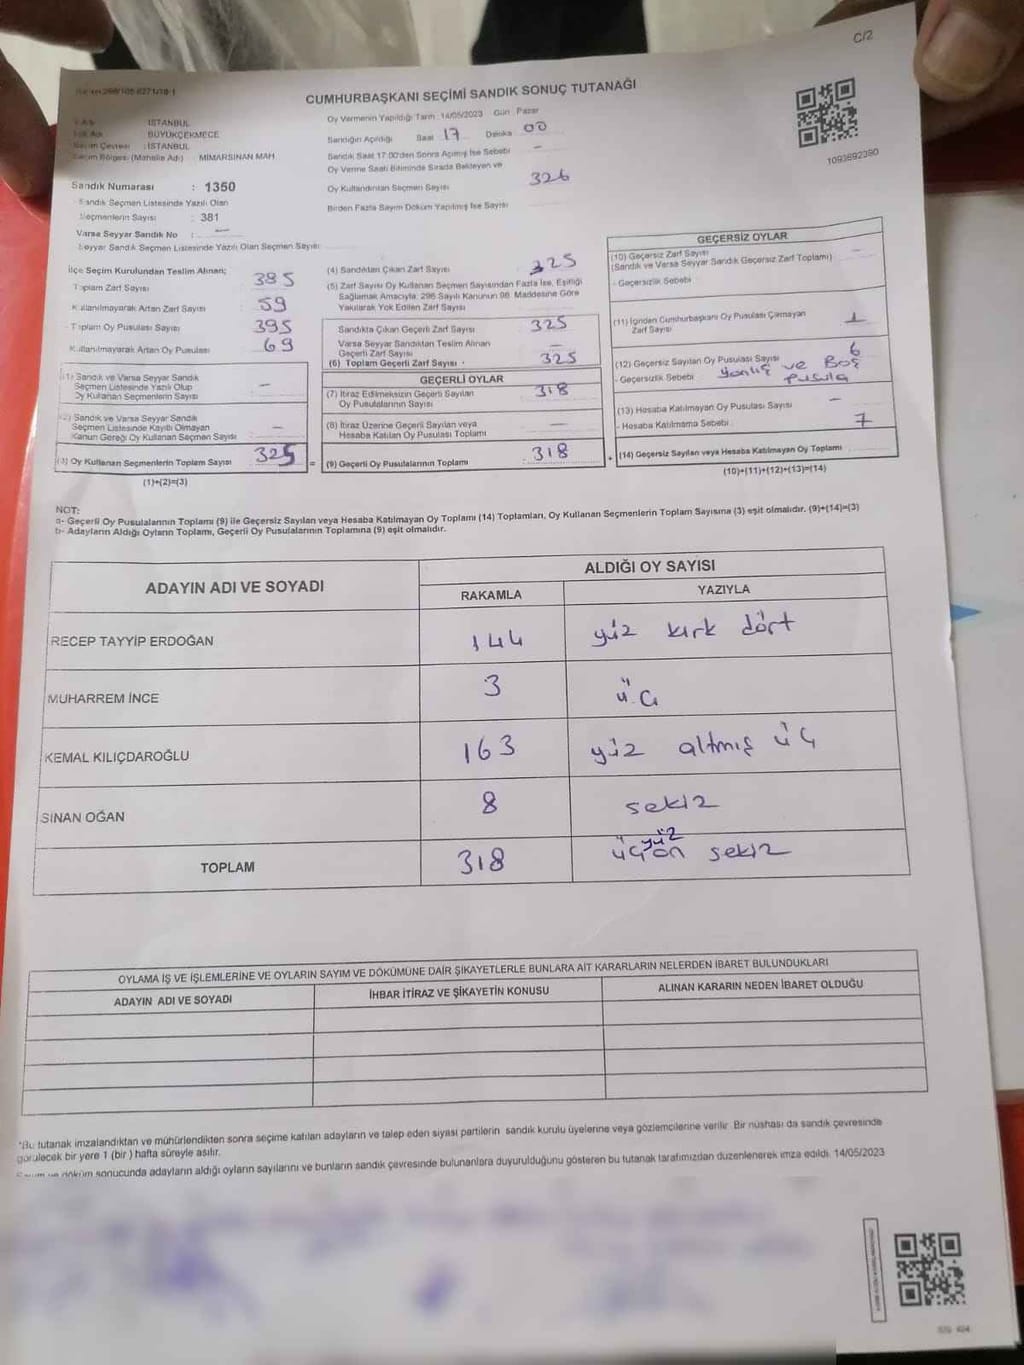 C/2
CUMHURBAŞKANI SEÇİMİ SANDIK SONUÇ TUTANAĞI
1093692390
İSTANBUL
BÜYÜKÇEKMECE
İSTANBUL
Seçim Bölgesi (Mahalle Adı) MİMARSİNAN MAH
Sandık Numarası : 1350
Sandık Seçmen Listesinde Yazılı Olan
Seçmenlerin Sayısı : 381
Varsa Seyyar Sandık No : —
Seyyar Sandık Seçmen Listesinde Yazılı Olan Seçmen Sayısı
Oy Vermenin Yapıldığı Tarih 14/05/2023 Gün Pazar
Sandığın Açıldığı Saat 17 Dakika 00
Sandık Saat 17:00'den Sonra Açılmış İse Sebebi —
Oy Verme Saati Bitiminde Sırada Bekleyen ve
Oy Kullandırılan Seçmen Sayısı 326
Birden Fazla Sayım Döküm Yapılmış İse Sayısı
İlçe Seçim Kurulundan Teslim Alınan;
Toplam Zarf Sayısı 385
Kullanılmayarak Artan Zarf Sayısı 59
Toplam Oy Pusulası Sayısı 395
Kullanılmayarak Artan Oy Pusulası 69
(1) Sandık ve Varsa Seyyar Sandık
Seçmen Listesinde Yazılı Olup
Oy Kullanan Seçmenlerin Sayısı —
(2) Sandık ve Varsa Seyyar Sandık
Seçmen Listesinde Kayıtlı Olmayan
Kanun Gereği Oy Kullanan Seçmen Sayısı —
(3) Oy Kullanan Seçmenlerin Toplam Sayısı 325 =
(1)+(2)=(3)
(4) Sandıktan Çıkan Zarf Sayısı 325
(5) Zarf Sayısı Oy Kullanan Seçmen Sayısından Fazla İse, Eşitliği
Sağlamak Amacıyla; 298 Sayılı Kanunun 98. Maddesine Göre
Yakılarak Yok Edilen Zarf Sayısı
Sandıkta Çıkan Geçerli Zarf Sayısı 325
Varsa Seyyar Sandıktan Teslim Alınan
Geçerli Zarf Sayısı —
(6) Toplam Geçerli Zarf Sayısı 325
GEÇERLİ OYLAR
(7) İtiraz Edilmeksizin Geçerli Sayılan
Oy Pusulalarının Sayısı 318
(8) İtiraz Üzerine Geçerli Sayılan veya
Hesaba Katılan Oy Pusulası Toplamı —
(9) Geçerli Oy Pusulalarının Toplamı : 318 +
GEÇERSİZ OYLAR
(10) Geçersiz Zarf Sayısı
(Sandık ve Varsa Seyyar Sandık Geçersiz Zarf Toplamı) —
- Geçersizlik Sebebi
(11) İçinden Cumhurbaşkanı Oy Pusulası Çıkmayan
Zarf Sayısı 1
(12) Geçersiz Sayılan Oy Pusulası Sayısı 6
- Geçersizlik Sebebi Yanlış ve Boş
Pusula
(13) Hesaba Katılmayan Oy Pusulası Sayısı —
- Hesaba Katılmama Sebebi 7
(14) Geçersiz Sayılan veya Hesaba Katılmayan Oy Toplamı
(10)+(11)+(12)+(13)=(14)
NOT:
a- Geçerli Oy Pusulalarının Toplamı (9) ile Geçersiz Sayılan veya Hesaba Katılmayan Oy Toplamı (14) Toplamları, Oy Kullanan Seçmenlerin Toplam Sayısına (3) eşit olmalıdır. (9)+(14)=(3)
b- Adayların Aldığı Oyların Toplamı, Geçerli Oy Pusulalarının Toplamına (9) eşit olmalıdır.
ADAYIN ADI VE SOYADI
ALDIĞI OY SAYISI
RAKAMLA YAZIYLA
RECEP TAYYİP ERDOĞAN 144 yüz kırk dört
MUHARREM İNCE 3 üç
KEMAL KILIÇDAROĞLU 163 yüz altmış üç
SİNAN OĞAN 8 sekiz
TOPLAM 318 üç yüz on sekiz
OYLAMA İŞ VE İŞLEMLERİNE VE OYLARIN SAYIM VE DÖKÜMÜNE DAİR ŞİKAYETLERLE BUNLARA AİT KARARLARIN NELERDEN İBARET BULUNDUKLARI
ADAYIN ADI VE SOYADI İHBAR İTİRAZ VE ŞİKAYETİN KONUSU ALINAN KARARIN NEDEN İBARET OLDUĞU
*Bu tutanak imzalandıktan ve mühürlendikten sonra seçime katılan adayların ve talep eden siyasi partilerin sandık kurulu üyelerine veya gözlemcilerine verilir. Bir nüshası da sandık çevresinde
görülecek bir yere 1 (bir) hafta süreyle asılır.
Sayım ve döküm sonucunda adayların aldığı oyların sayılarını ve bunların sandık çevresinde bulunanlara duyurulduğunu gösteren bu tutanak tarafımızdan düzenlenerek imza edildi. 14/05/2023